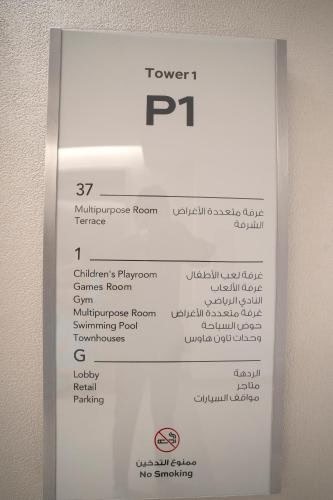 Tower 1
P1
37
Multipurpose Room غرفة متعددة الأغراض
Terrace الشرفة
1
Children's Playroom غرفة لعب الأطفال
Games Room غرفة الألعاب
Gym النادي الرياضي
Multipurpose Room غرفة متعددة الأغراض
Swimming Pool حوض السباحة
Townhouses وحدات تاون هاوس
G
Lobby الردهة
Retail متاجر
Parking مواقف السيارات
ممنوع التدخين
No Smoking